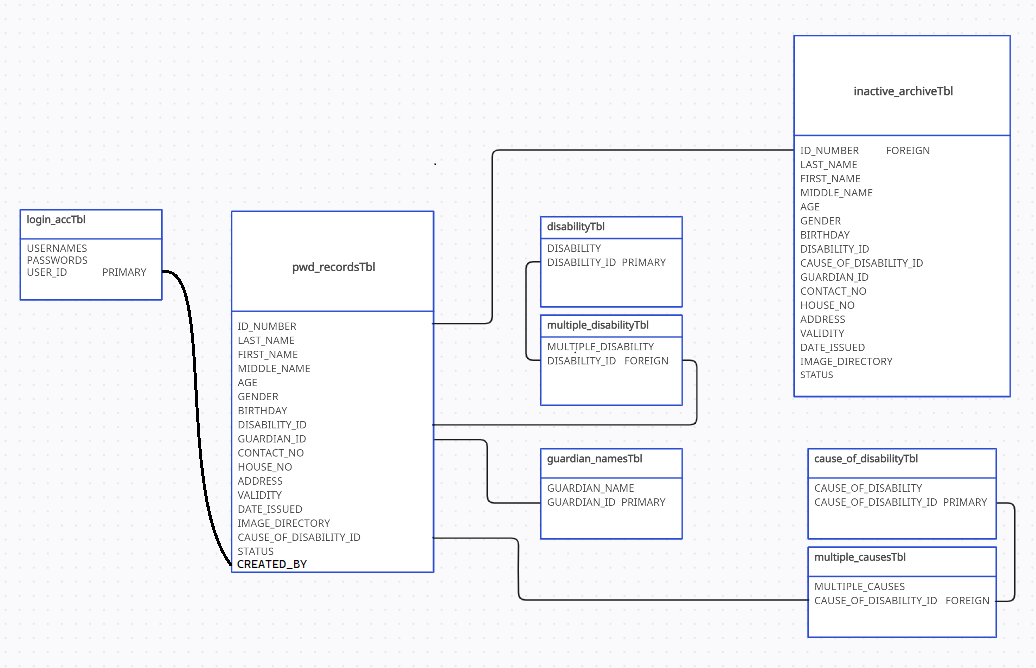 inactive_archiveTbl
ID_NUMBER FOREIGN
LAST_NAME
FIRST_NAME
MIDDLE_NAME
AGE
GENDER
BIRTHDAY
DISABILITY_ID
CAUSE_OF_DISABILITY_ID
GUARDIAN_ID
CONTACT_NO
HOUSE_NO
ADDRESS
VALIDITY
DATE_ISSUED
IMAGE_DIRECTORY
STATUS
login_accTbl
USERNAMES
PASSWORDS
USER_ID PRIMARY
pwd_recordsTbl
ID_NUMBER
LAST_NAME
FIRST_NAME
MIDDLE_NAME
AGE
GENDER
BIRTHDAY
DISABILITY_ID
GUARDIAN_ID
CONTACT_NO
HOUSE_NO
ADDRESS
VALIDITY
DATE_ISSUED
IMAGE_DIRECTORY
CAUSE_OF_DISABILITY_ID
STATUS
CREATED_BY
disabilityTbl
DISABILITY
DISABILITY_ID PRIMARY
multiple_disabilityTbl
MULTIPLE_DISABILITY
DISABILITY_ID FOREIGN
guardian_namesTbl
GUARDIAN_NAME
GUARDIAN_ID PRIMARY
cause_of_disabilityTbl
CAUSE_OF_DISABILITY
CAUSE_OF_DISABILITY_ID PRIMARY
multiple_causesTbl
MULTIPLE_CAUSES
CAUSE_OF_DISABILITY_ID FOREIGN